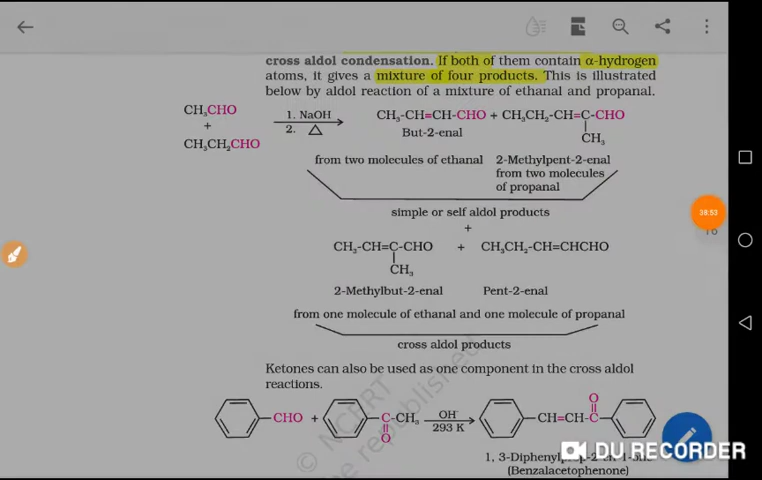 cross aldol condensation. If both of them contain α-hydrogen
atoms, it gives a mixture of four products. This is illustrated
below by aldol reaction of a mixture of ethanal and propanal.
CH₃CHO
+
CH₃CH₂CHO
1. NaOH
2. △
CH₃-CH=CH-CHO + CH₃CH₂-CH=C-CHO
CH₃
But-2-enal
from two molecules of ethanal
2-Methylpent-2-enal
from two molecules
of propanal
simple or self aldol products
+
CH₃-CH=C-CHO + CH₃CH₂-CH=CHCHO
CH₃
2-Methylbut-2-enal Pent-2-enal
from one molecule of ethanal and one molecule of propanal
cross aldol products
Ketones can also be used as one component in the cross aldol
reactions.
CHO + C-CH₃
O
OH⁻
293 K
O
CH=CH-C
1, 3-Diphenylprop-2-en-1-one
(Benzalacetophenone)
© NCERT
38:53
DU RECORDER